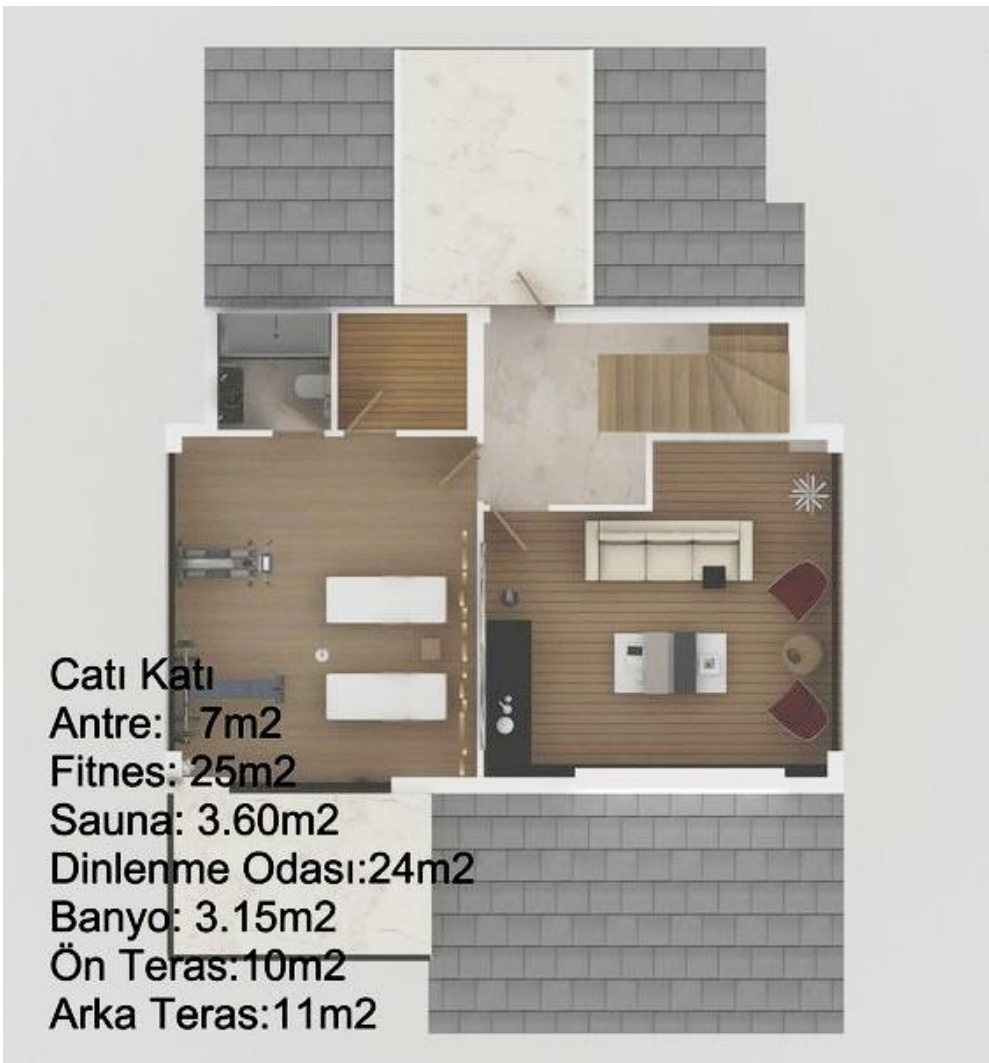 Catı Katı
Antre: 7m2
Fitnes: 25m2
Sauna: 3.60m2
Dinlenme Odası:24m2
Banyo: 3.15m2
Ön Teras:10m2
Arka Teras:11m2